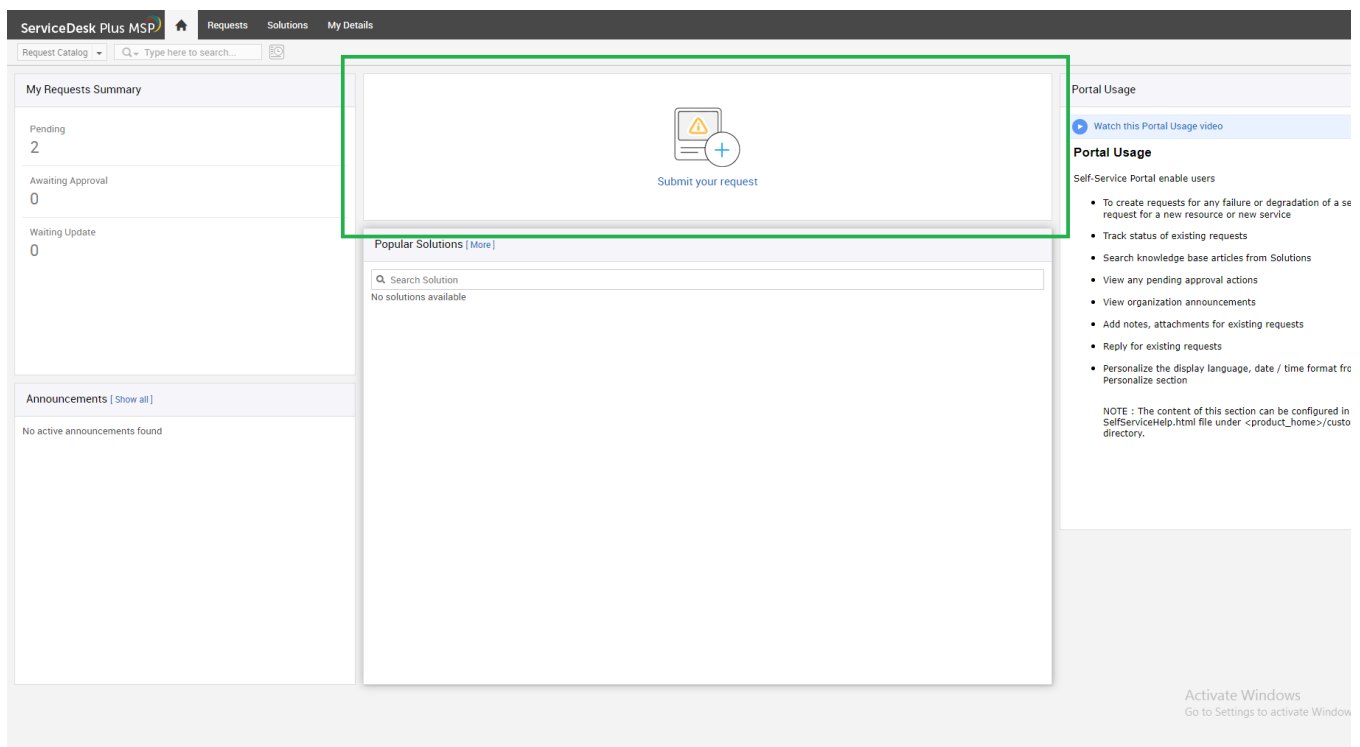 ServiceDesk Plus MSP
Requests Solutions My Details
Request Catalog Type here to search...
My Requests Summary
Pending
2
Awaiting Approval
0
Waiting Update
0
Announcements [ Show all ]
No active announcements found
Submit your request
Popular Solutions [ More ]
Search Solution
No solutions available
Portal Usage
Watch this Portal Usage video
Portal Usage
Self-Service Portal enable users
To create requests for any failure or degradation of a se
request for a new resource or new service
Track status of existing requests
Search knowledge base articles from Solutions
View any pending approval actions
View organization announcements
Add notes, attachments for existing requests
Reply for existing requests
Personalize the display language, date / time format fro
Personalize section
NOTE : The content of this section can be configured in
SelfServiceHelp.html file under <product_home>/custo
directory.
Activate Windows
Go to Settings to activate Window